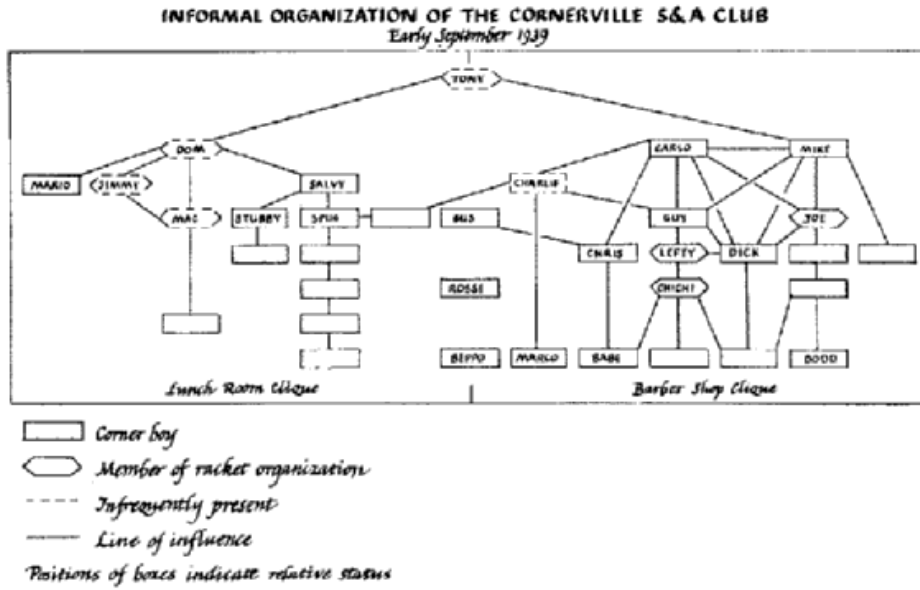 INFORMAL ORGANIZATION OF THE CORNERVILLE S&A CLUB
Early September 1939
TONY
DOM
CARLO
MIKE
MARIO
JIMMY
SALVY
CHARLIE
MAC
STUBBY
SPUD
GUS
GUY
JOE
CHRIS
LEFTY
DICK
ROSSE
CHICHI
BEPPO
MARCO
BABE
DODO
Lunch Room Clique
Barber Shop Clique
Corner boy
Member of racket organization
Infrequently present
Line of influence
Positions of boxes indicate relative status